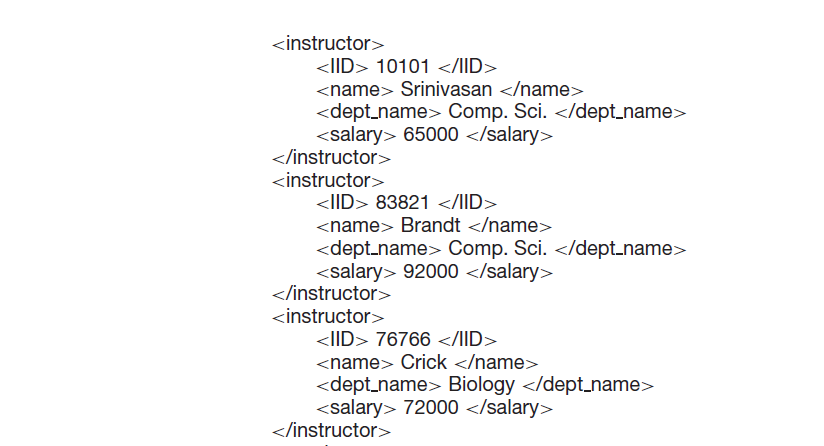 <instructor>
<IID> 10101 </IID>
<name> Srinivasan </name>
<dept_name> Comp. Sci. </dept_name>
<salary> 65000 </salary>
</instructor>
<instructor>
<IID> 83821 </IID>
<name> Brandt </name>
<dept_name> Comp. Sci. </dept_name>
<salary> 92000 </salary>
</instructor>
<instructor>
<IID> 76766 </IID>
<name> Crick </name>
<dept_name> Biology </dept_name>
<salary> 72000 </salary>
</instructor>